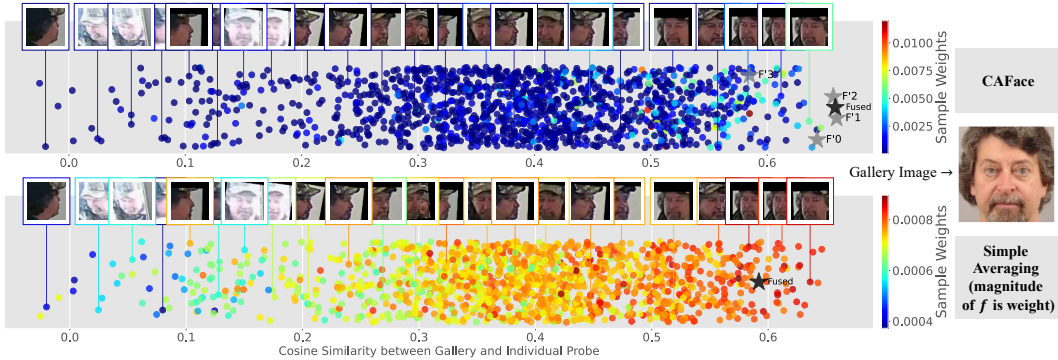 0.0100
0.0075
0.0050
0.0025
Sample Weights
F'3
F'2
Fused
F'1
F'0
0.0 0.1 0.2 0.3 0.4 0.5 0.6
CAFace
Gallery Image →
0.0008
0.0006
0.0004
Sample Weights
Fused
0.0 0.1 0.2 0.3 0.4 0.5 0.6
Cosine Similarity between Gallery and Individual Probe
Simple
Averaging
(magnitude
of f is weight)